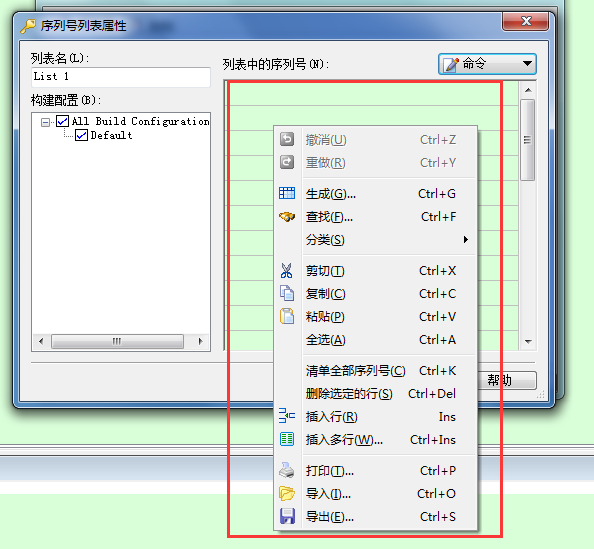 序列号列表属性
列表名(L):
List 1
构建配置(B):
All Build Configuration
Default
列表中的序列号(N):
命令
撤消(U) Ctrl+Z
重做(R) Ctrl+Y
生成(G)... Ctrl+G
查找(F)... Ctrl+F
分类(S)
剪切(T) Ctrl+X
复制(C) Ctrl+C
粘贴(P) Ctrl+V
全选(A) Ctrl+A
清单全部序列号(C) Ctrl+K
删除选定的行(S) Ctrl+Del
插入行(R) Ins
插入多行(W)... Ctrl+Ins
打印(T)... Ctrl+P
导入(I)... Ctrl+O
导出(E)... Ctrl+S
帮助